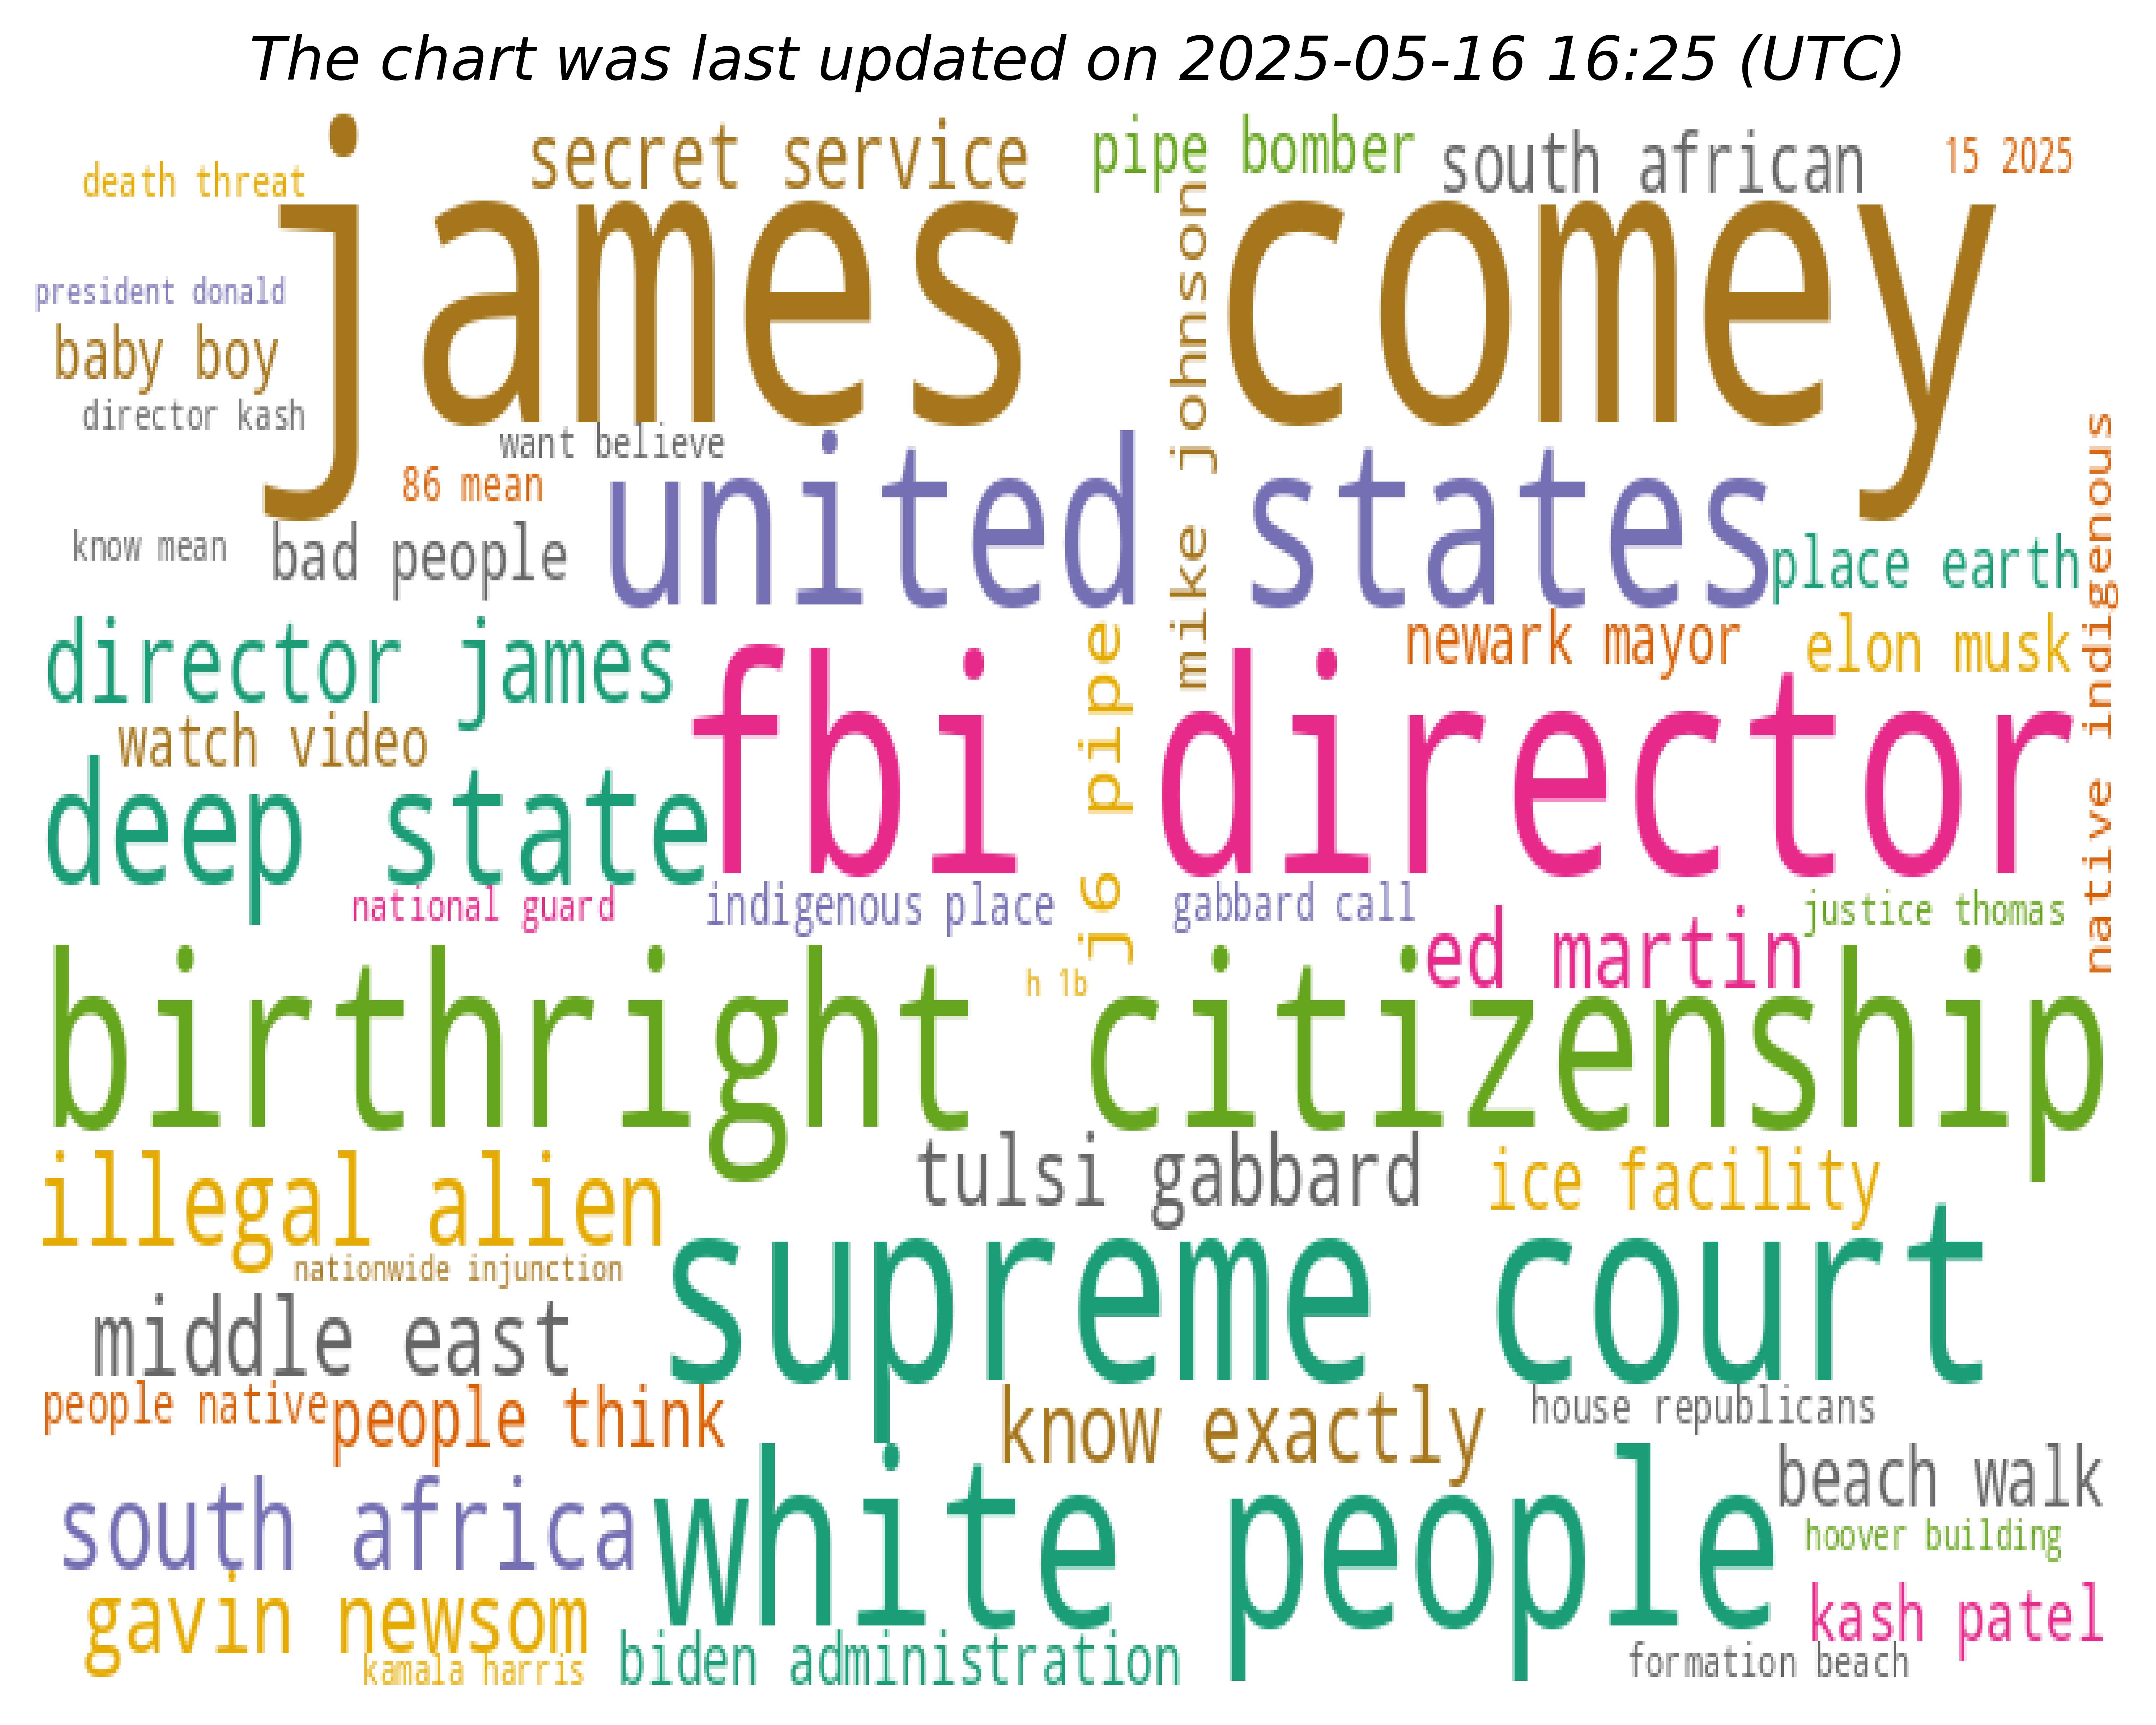 The chart was last updated on 2025-05-16 16:25 (UTC)
death threat
secret service
pipe bomber
south african
15 2025
james comey
president donald
baby boy
director kash
mike johnson
want believe
86 mean
know mean
bad people
united states
place earth
native indigenous
director james
newark mayor
elon musk
watch video
j6 pipe
fbi director
deep state
national guard
indigenous place
gabbard call
justice thomas
ed martin
h 1b
birthright citizenship
illegal alien
tulsi gabbard
ice facility
nationwide injunction
supreme court
middle east
people native
people think
know exactly
house republicans
beach walk
south africa
white people
hoover building
gavin newsom
kash patel
kamala harris
biden administration
formation beach